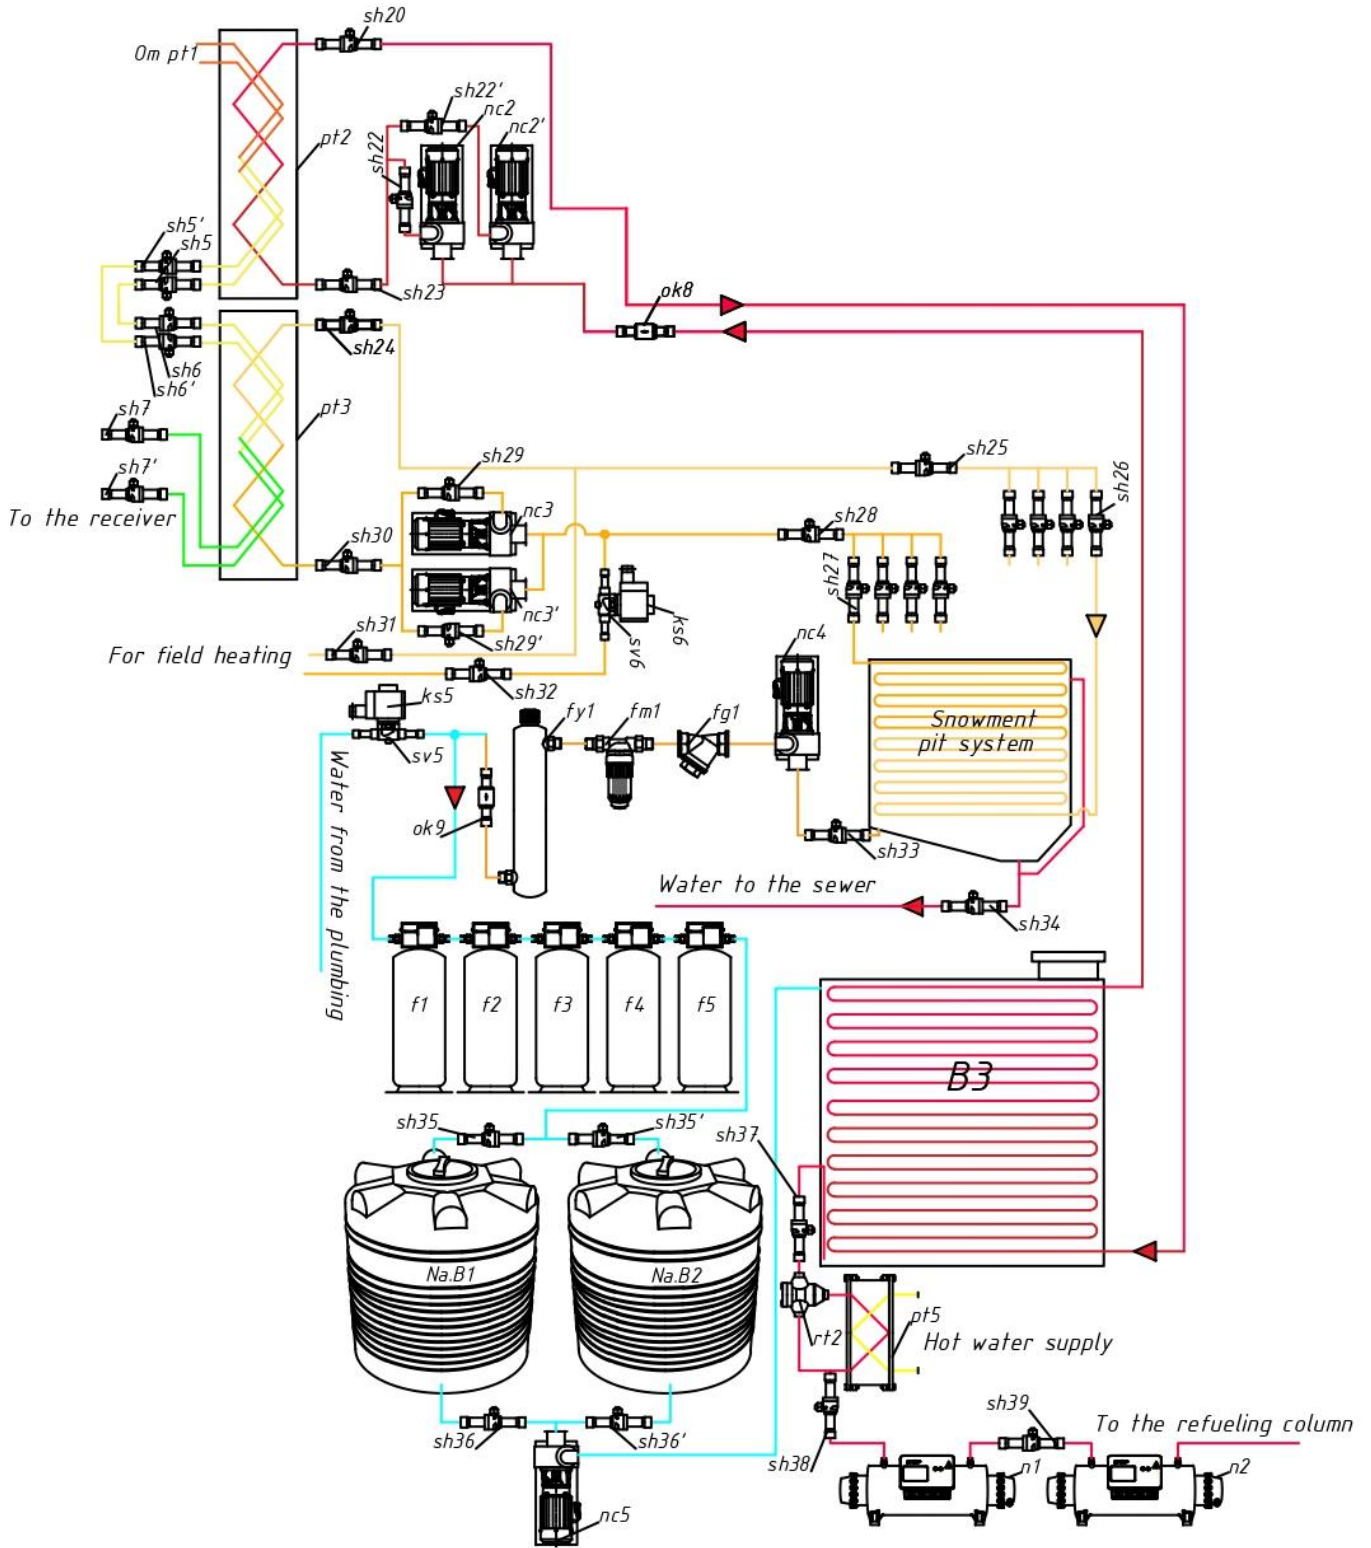 sh20
Om pt1
sh22'
nc2
nc2'
sh22
pt2
sh5'
sh5
sh23
ok8
sh24
sh6
sh6'
pt3
sh7
sh7'
To the receiver
sh29
sh25
sh26
nc3
sh28
sh30
sh27
nc3'
sh31
sh29'
sv6
ks6
nc4
For field heating
sh32
ks5
fy1
fm1
fg1
Snowment
pit system
sv5
Water from the plumbing
ok9
sh33
Water to the sewer
sh34
f1
f2
f3
f4
f5
B3
sh35
sh35'
sh37
Na.B1
Na.B2
pt5
rt2
Hot water supply
sh39
To the refueling column
sh36
sh36'
sh38
n1
n2
nc5